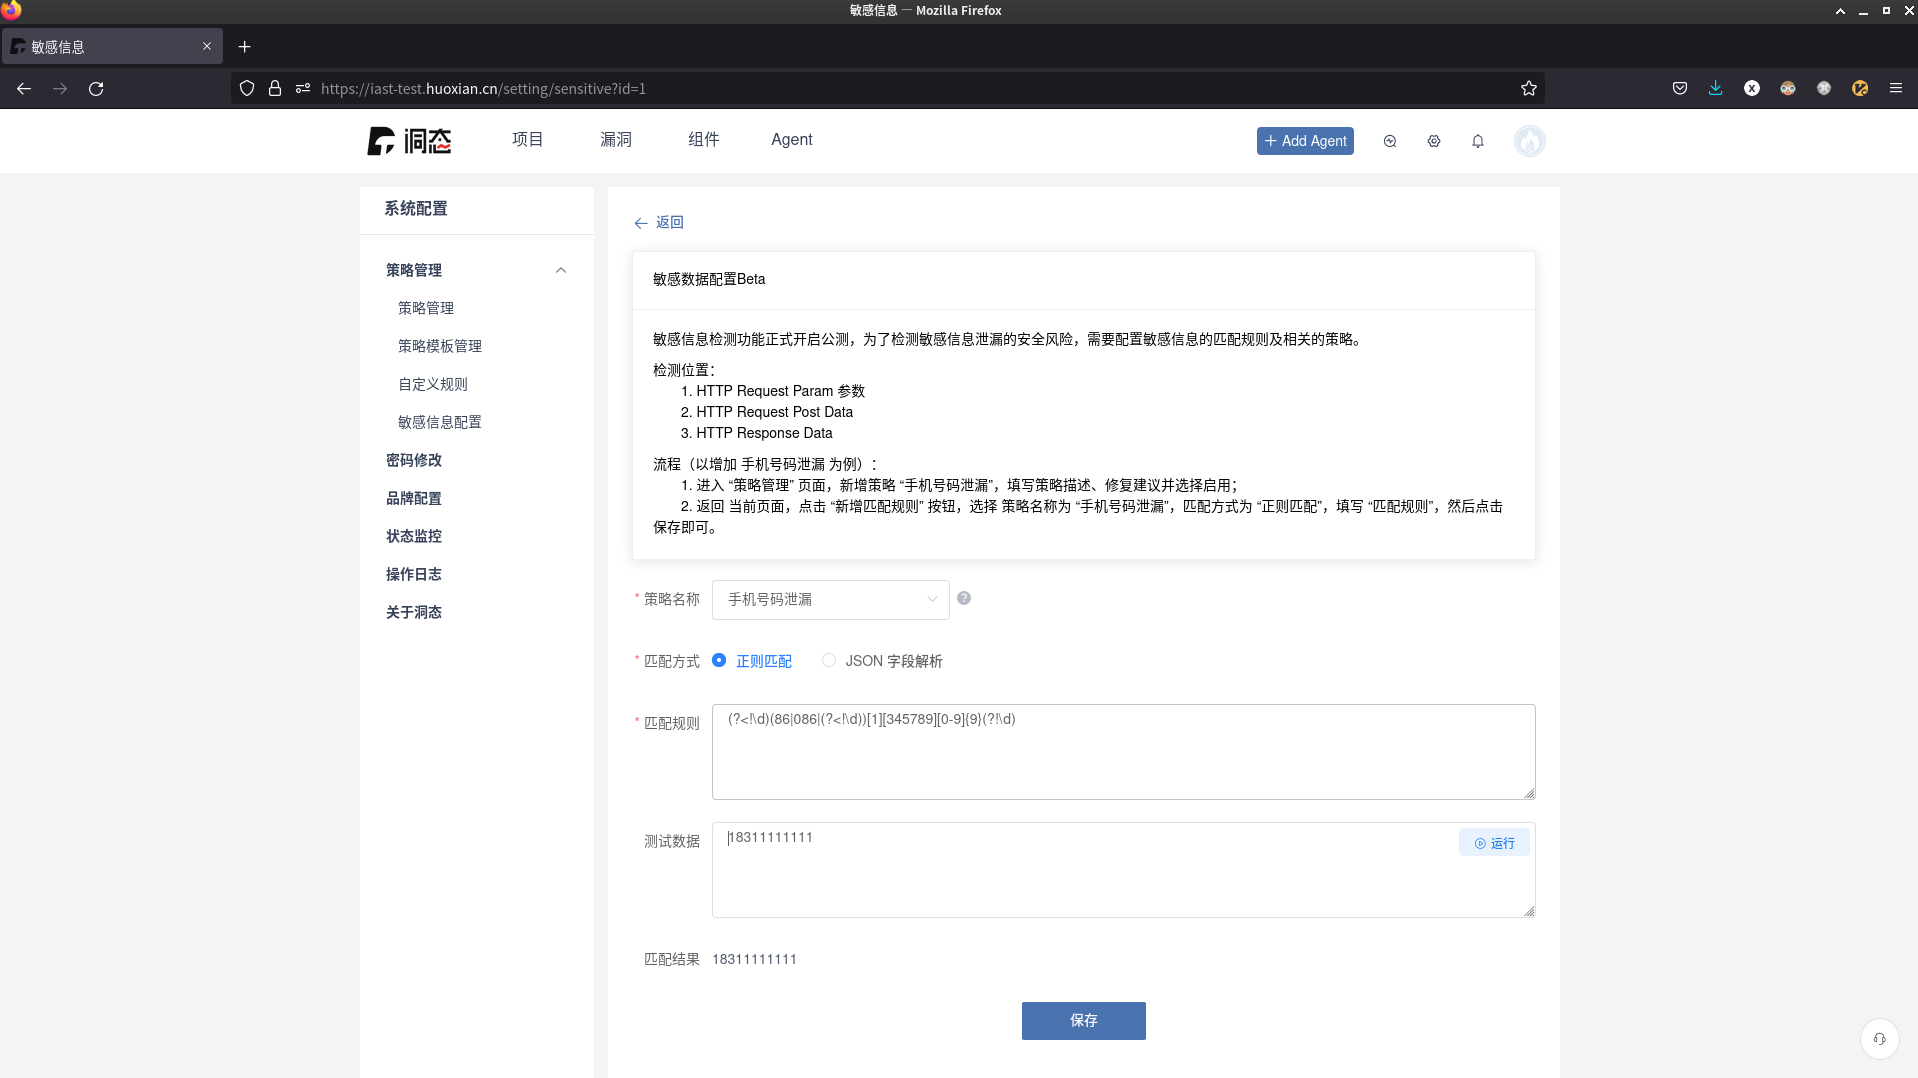 敏感信息 — Mozilla Firefox
敏感信息
https://iast-test.huoxian.cn/setting/sensitive?id=1
洞态
项目
漏洞
组件
Agent
+ Add Agent
系统配置
策略管理
策略管理
策略模板管理
自定义规则
敏感信息配置
密码修改
品牌配置
状态监控
操作日志
关于洞态
← 返回
敏感数据配置Beta
敏感信息检测功能正式开启公测，为了检测敏感信息泄漏的安全风险，需要配置敏感信息的匹配规则及相关的策略。
检测位置：
1. HTTP Request Param 参数
2. HTTP Request Post Data
3. HTTP Response Data
流程（以增加 手机号码泄漏 为例）：
1. 进入 “策略管理” 页面，新增策略 “手机号码泄漏”，填写策略描述、修复建议并选择启用；
2. 返回 当前页面，点击 “新增匹配规则” 按钮，选择 策略名称为 “手机号码泄漏”，匹配方式为 “正则匹配”，填写 “匹配规则”，然后点击
保存即可。
* 策略名称 手机号码泄漏
* 匹配方式 正则匹配 JSON 字段解析
* 匹配规则 (?<!\d)(86|086|(?<!\d))[1][345789][0-9]{9}(?!\d)
测试数据 18311111111 运行
匹配结果 18311111111
保存